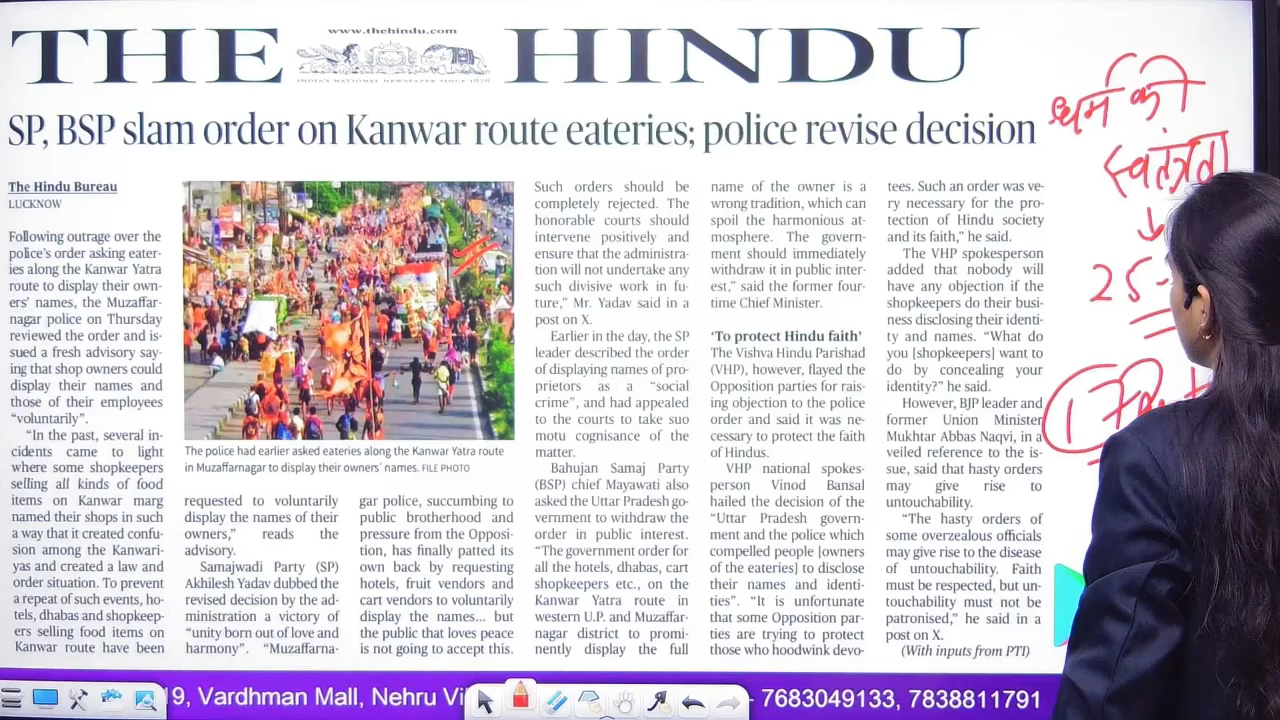 www.thehindu.com
THE HINDU
INDIA'S NATIONAL NEWSPAPER SINCE 1878
SP, BSP slam order on Kanwar route eateries; police revise decision
The Hindu Bureau
LUCKNOW
Following outrage over the
police's order asking eater-
ies along the Kanwar Yatra
route to display their own-
ers' names, the Muzaffar-
nagar police on Thursday
reviewed the order and is-
sued a fresh advisory say-
ing that shop owners could
display their names and
those of their employees
"voluntarily".
"In the past, several in-
cidents came to light
where some shopkeepers
selling all kinds of food
items on Kanwar marg
named their shops in such
a way that it created confu-
sion among the Kanwari-
yas and created a law and
order situation. To prevent
a repeat of such events, ho-
tels, dhabas and shopkeep-
ers selling food items on
Kanwar route have been
The police had earlier asked eateries along the Kanwar Yatra route
in Muzaffarnagar to display their owners' names. FILE PHOTO
requested to voluntarily
display the names of their
owners," reads the
advisory.
Samajwadi Party (SP)
Akhilesh Yadav dubbed the
revised decision by the ad-
ministration a victory of
"unity born out of love and
harmony". "Muzaffarna-
gar police, succumbing to
public brotherhood and
pressure from the Opposi-
tion, has finally patted its
own back by requesting
hotels, fruit vendors and
cart vendors to voluntarily
display the names... but
the public that loves peace
is not going to accept this.
Such orders should be
completely rejected. The
honorable courts should
intervene positively and
ensure that the administra-
tion will not undertake any
such divisive work in fu-
ture," Mr. Yadav said in a
post on X.
Earlier in the day, the SP
leader described the order
of displaying names of pro-
prietors as a "social
crime", and had appealed
to the courts to take suo
motu cognisance of the
matter.
Bahujan Samaj Party
(BSP) chief Mayawati also
asked the Uttar Pradesh go-
vernment to withdraw the
order in public interest.
"The government order for
all the hotels, dhabas, cart
shopkeepers etc., on the
Kanwar Yatra route in
western U.P. and Muzaffar-
nagar district to promi-
nently display the full
name of the owner is a
wrong tradition, which can
spoil the harmonious at-
mosphere. The govern-
ment should immediately
withdraw it in public inter-
est," said the former four-
time Chief Minister.
'To protect Hindu faith'
The Vishva Hindu Parishad
(VHP), however, flayed the
Opposition parties for rais-
ing objection to the police
order and said it was ne-
cessary to protect the faith
of Hindus.
VHP national spokes-
person Vinod Bansal
hailed the decision of the
"Uttar Pradesh govern-
ment and the police which
compelled people [owners
of the eateries] to disclose
their names and identi-
ties". "It is unfortunate
that some Opposition par-
ties are trying to protect
those who hoodwink devo-
tees. Such an order was ve-
ry necessary for the pro-
tection of Hindu society
and its faith," he said.
The VHP spokesperson
added that nobody will
have any objection if the
shopkeepers do their busi-
ness disclosing their identi-
ty and names. "What do
you [shopkeepers] want to
do by concealing your
identity?" he said.
However, BJP leader and
former Union Minister
Mukhtar Abbas Naqvi, in a
veiled reference to the is-
sue, said that hasty orders
may give rise to
untouchability.
"The hasty orders of
some overzealous officials
may give rise to the disease
of untouchability. Faith
must be respected, but un-
touchability must not be
patronised," he said in a
post on X.
(With inputs from PTI)
धर्म की
स्वतंत्रता
25-
19, Vardhman Mall, Nehru - 7683049133, 7838811791